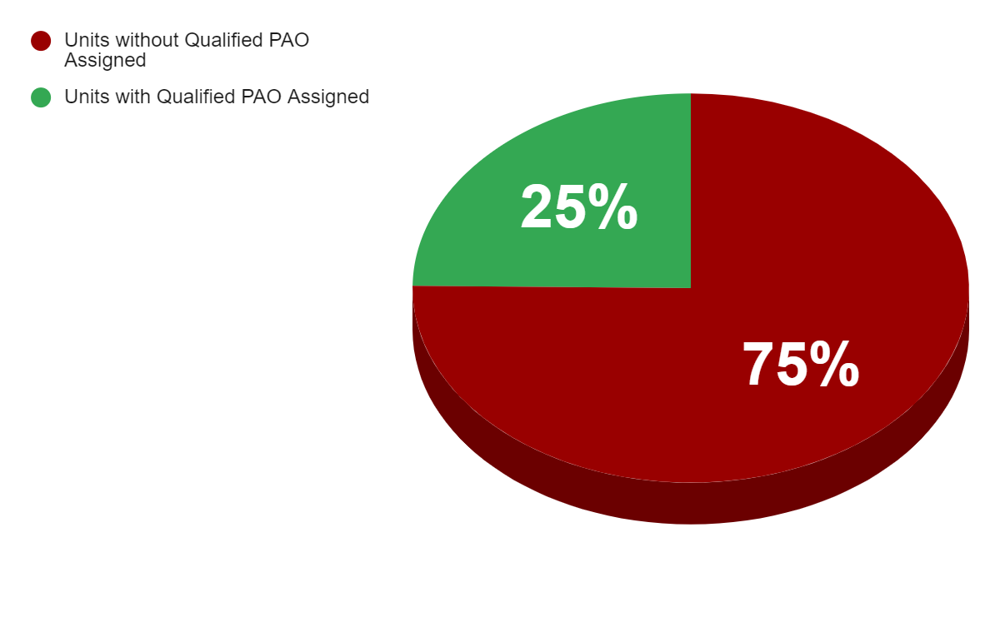 Units without Qualified PAO
Assigned
Units with Qualified PAO Assigned
25%
75%